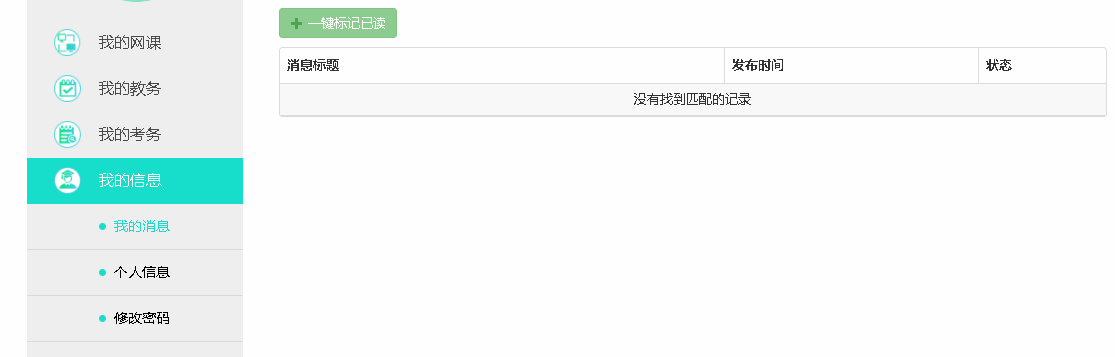 我的网课
我的教务
我的考务
我的信息
我的消息
个人信息
修改密码
一键标记已读
消息标题 发布时间 状态
没有找到匹配的记录